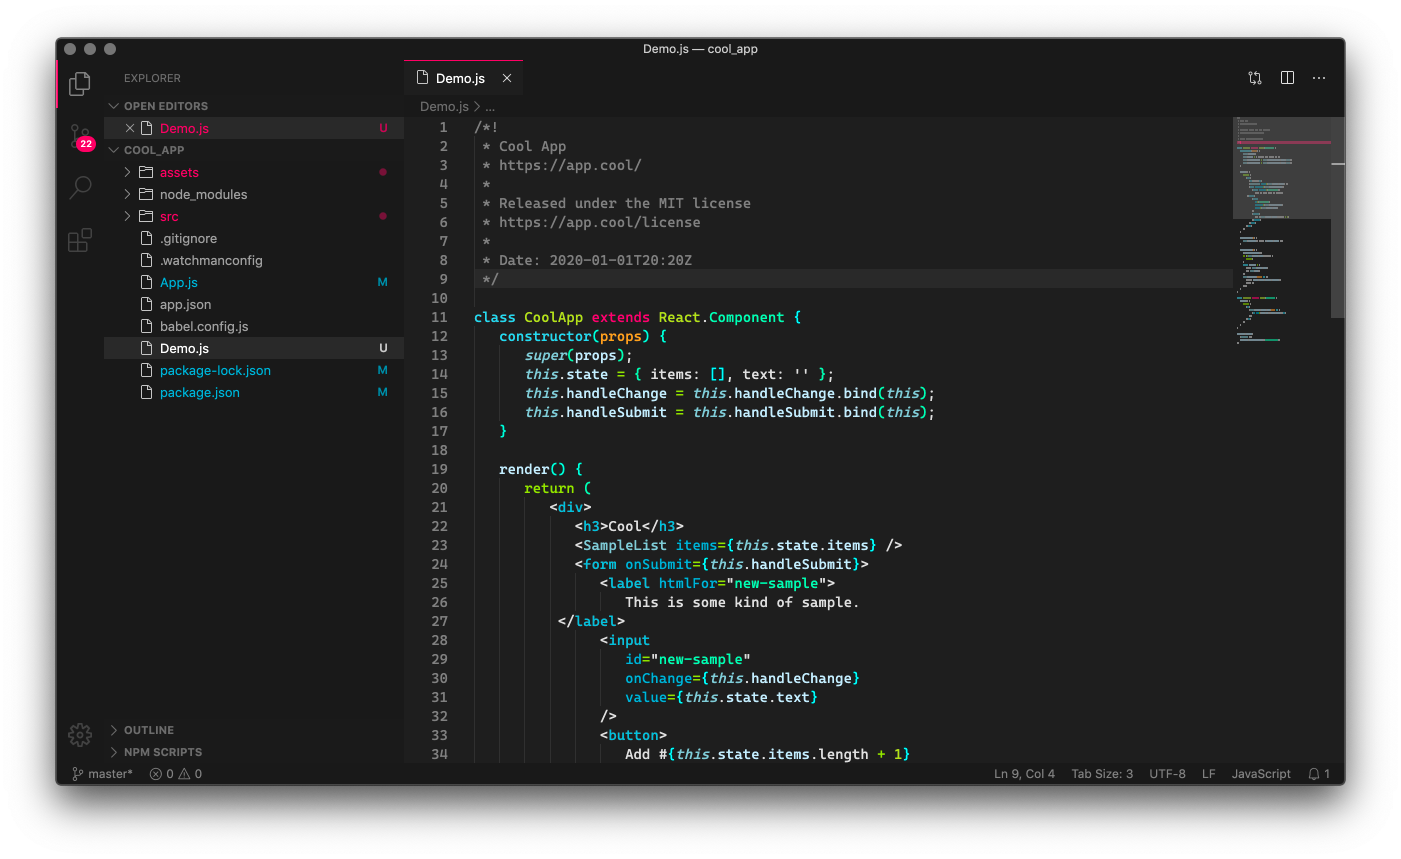 Demo.js — cool_app
EXPLORER
OPEN EDITORS
Demo.js U
22
COOL_APP
assets
node_modules
src
.gitignore
.watchmanconfig
App.js M
app.json
babel.config.js
Demo.js U
package-lock.json M
package.json M
OUTLINE
NPM SCRIPTS
Demo.js
Demo.js > ...
1 /*!
2 * Cool App
3 * https://app.cool/
4 *
5 * Released under the MIT license
6 * https://app.cool/license
7 *
8 * Date: 2020-01-01T20:20Z
9 */
10
11 class CoolApp extends React.Component {
12 constructor(props) {
13 super(props);
14 this.state = { items: [], text: '' };
15 this.handleChange = this.handleChange.bind(this);
16 this.handleSubmit = this.handleSubmit.bind(this);
17 }
18
19 render() {
20 return (
21 <div>
22 <h3>Cool</h3>
23 <SampleList items={this.state.items} />
24 <form onSubmit={this.handleSubmit}>
25 <label htmlFor="new-sample">
26 This is some kind of sample.
27 </label>
28 <input
29 id="new-sample"
30 onChange={this.handleChange}
31 value={this.state.text}
32 />
33 <button>
34 Add #{this.state.items.length + 1}
master* 0 0
Ln 9, Col 4 Tab Size: 3 UTF-8 LF JavaScript 1